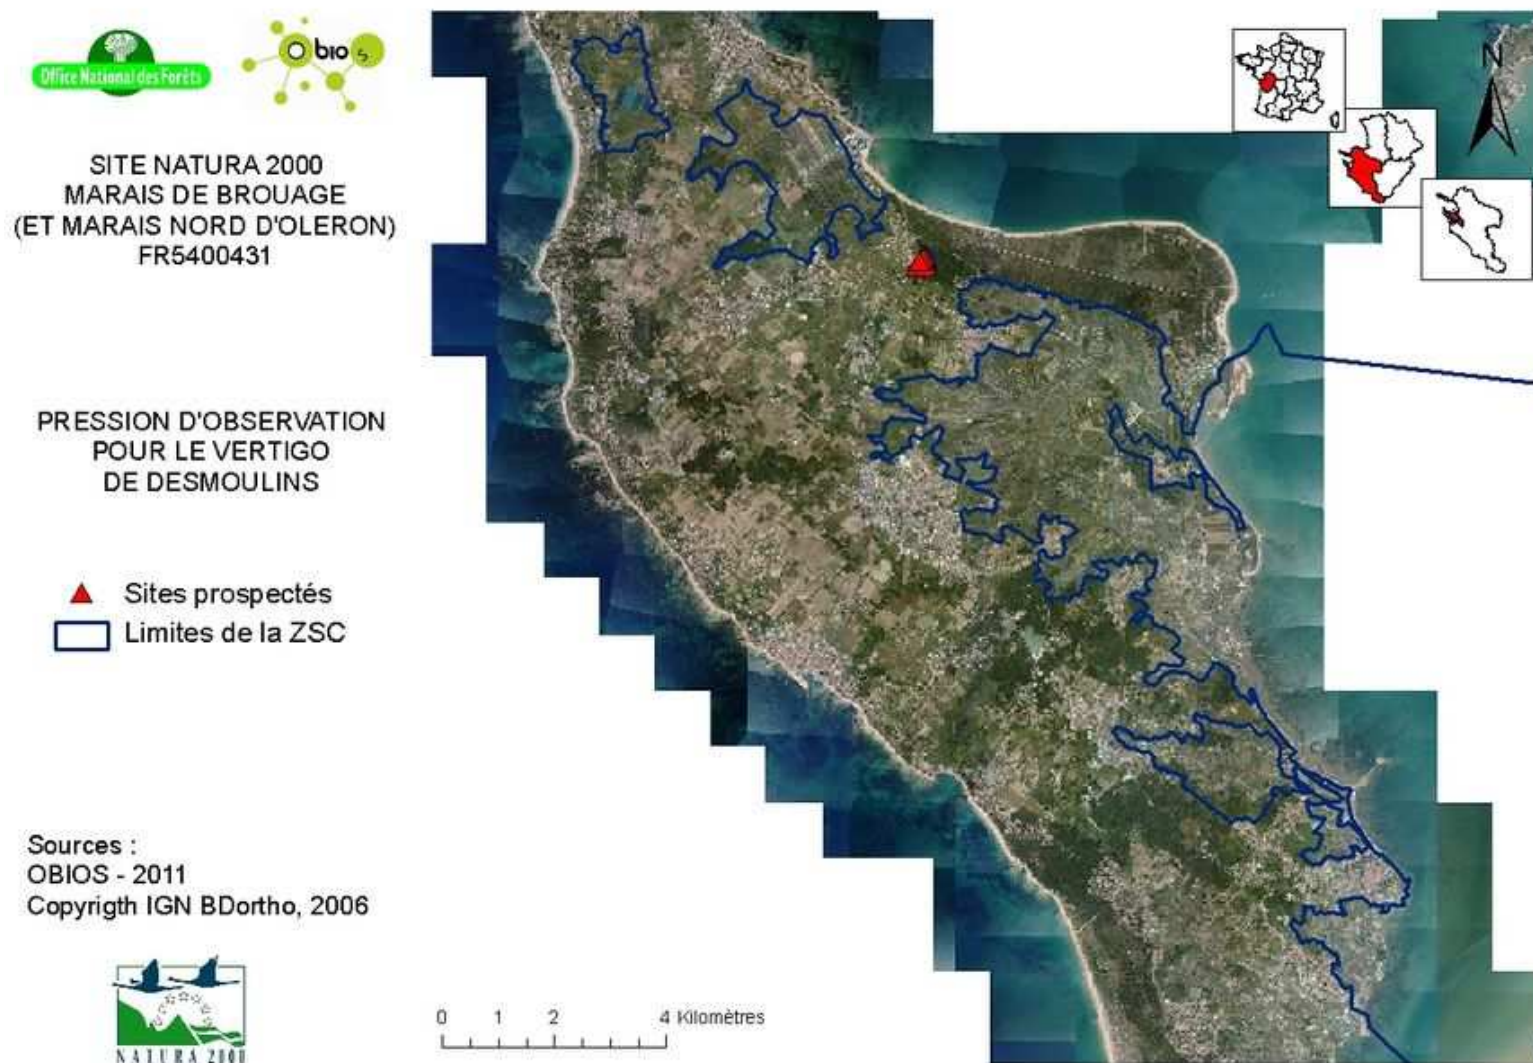 Office National des Forêts
Obios
SITE NATURA 2000
MARAIS DE BROUAGE
(ET MARAIS NORD D'OLERON)
FR5400431
PRESSION D'OBSERVATION
POUR LE VERTIGO
DE DESMOULINS
Sites prospectés
Limites de la ZSC
Sources :
OBIOS - 2011
Copyrigth IGN BDortho, 2006
NATURA 2000
0 1 2 4 Kilomètres
N